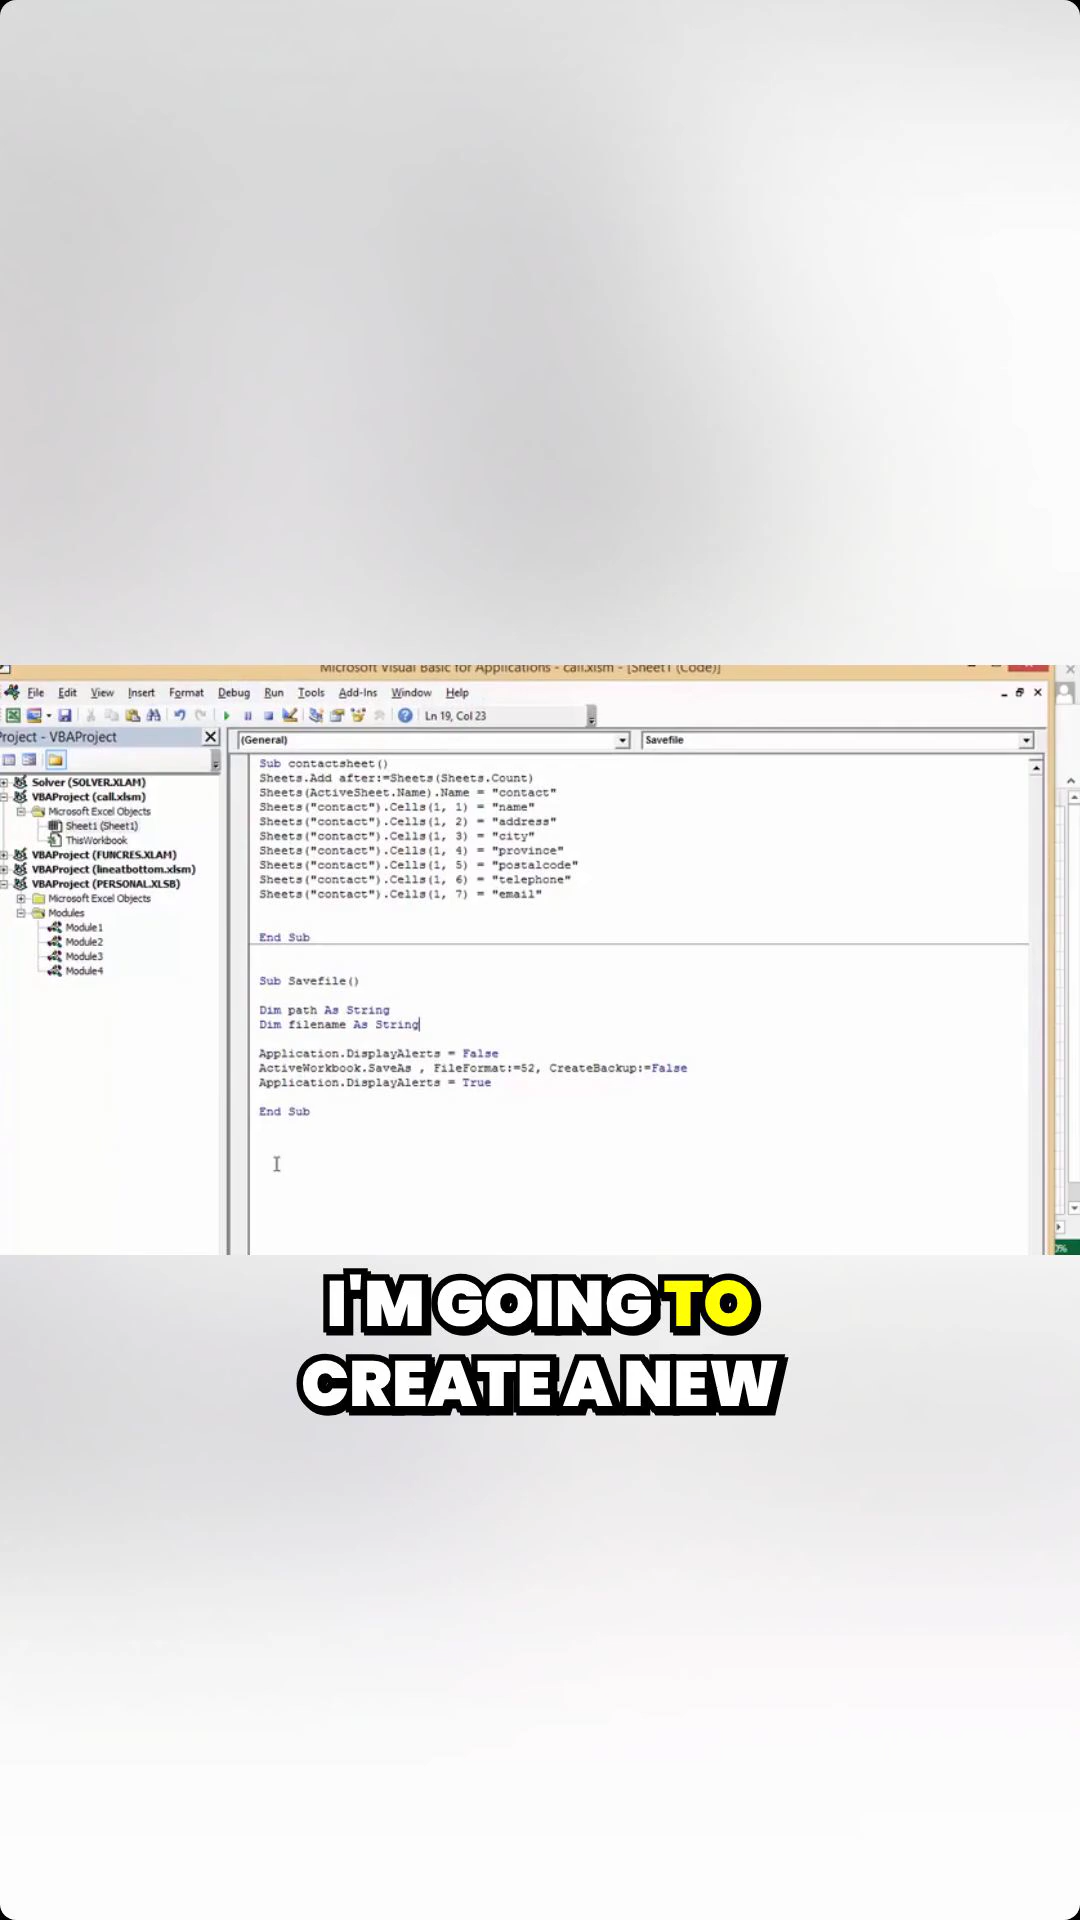 Microsoft Visual Basic for Applications - call.xlsm - [Sheet1 (Code)]
File Edit View Insert Format Debug Run Tools Add-Ins Window Help
Ln 19, Col 23
Project - VBAProject
(General)
Savefile
Solver (SOLVER.XLAM)
VBAProject (call.xlsm)
Microsoft Excel Objects
Sheet1 (Sheet1)
ThisWorkbook
VBAProject (FUNCRES.XLAM)
VBAProject (lineatbottom.xlsm)
VBAProject (PERSONAL.XLSB)
Microsoft Excel Objects
Modules
Module1
Module2
Module3
Module4
Sub contactsheet()
Sheets.Add after:=Sheets(Sheets.Count)
Sheets(ActiveSheet.Name).Name = "contact"
Sheets("contact").Cells(1, 1) = "name"
Sheets("contact").Cells(1, 2) = "address"
Sheets("contact").Cells(1, 3) = "city"
Sheets("contact").Cells(1, 4) = "province"
Sheets("contact").Cells(1, 5) = "postalcode"
Sheets("contact").Cells(1, 6) = "telephone"
Sheets("contact").Cells(1, 7) = "email"
End Sub
Sub Savefile()
Dim path As String
Dim filename As String
Application.DisplayAlerts = False
ActiveWorkbook.SaveAs , FileFormat:=52, CreateBackup:=False
Application.DisplayAlerts = True
End Sub
I'M GOING TO
CREATE A NEW